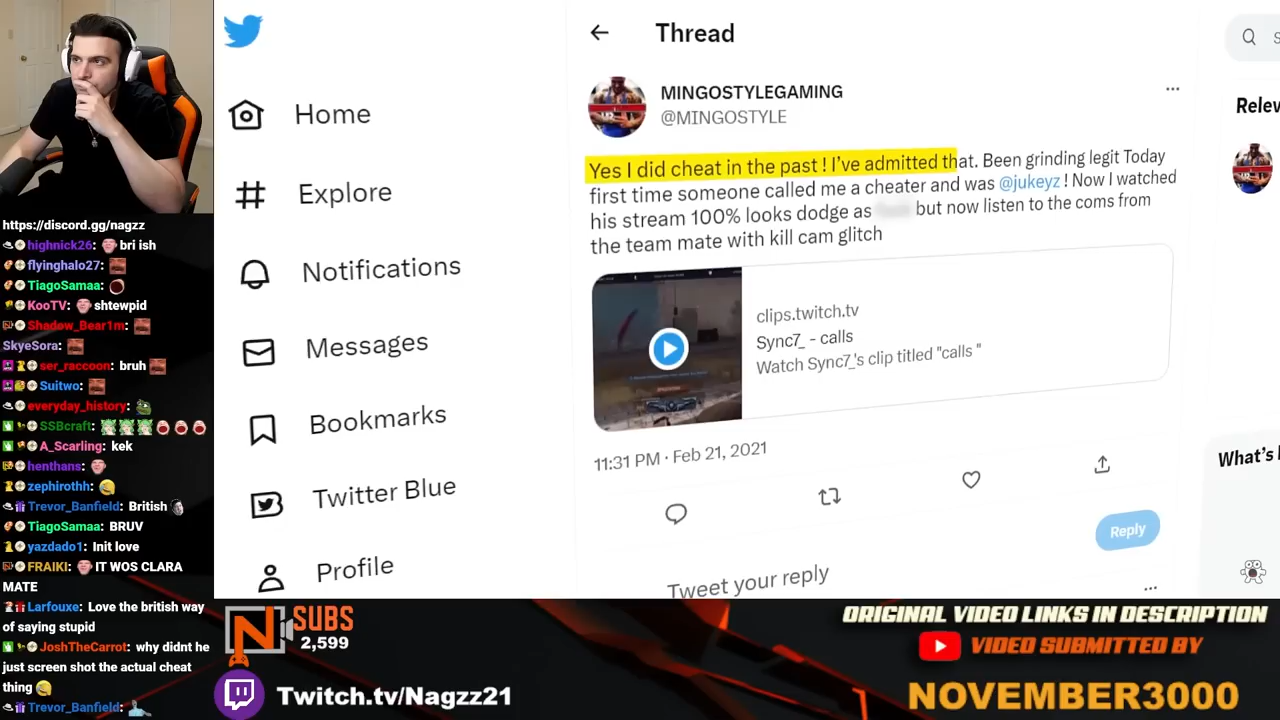 https://discord.gg/nagzz
highnick26: bri ish
flyinghalo27:
TiagoSamaa:
KooTV: shtewpid
Shadow_Bear1m:
SkyeSora:
ser_raccoon: bruh
Suitwo:
everyday_history:
SSBcraft:
A_Scarling: kek
henthans:
zephirothh:
Trevor_Banfield: British
TiagoSamaa: BRUV
yazdado1: Init love
FRAIKI: IT WOS CLARA
MATE
Larfouxe: Love the british way
of saying stupid
JoshTheCarrot: why didnt he
just screen shot the actual cheat
thing
Trevor_Banfield:
Home
Explore
Notifications
Messages
Bookmarks
Twitter Blue
Profile
Thread
MINGOSTYLEGAMING
@MINGOSTYLE
Yes I did cheat in the past ! I’ve admitted that. Been grinding legit Today
first time someone called me a cheater and was @jukeyz ! Now I watched
his stream 100% looks dodge as but now listen to the coms from
the team mate with kill cam glitch
clips.twitch.tv
Sync7_ - calls
Watch Sync7_'s clip titled "calls "
11:31 PM · Feb 21, 2021
Reply
Tweet your reply
S
Relev
What’s
SUBS
2,599
Twitch.tv/Nagzz21
ORIGINAL VIDEO LINKS IN DESCRIPTION
VIDEO SUBMITTED BY
NOVEMBER3000